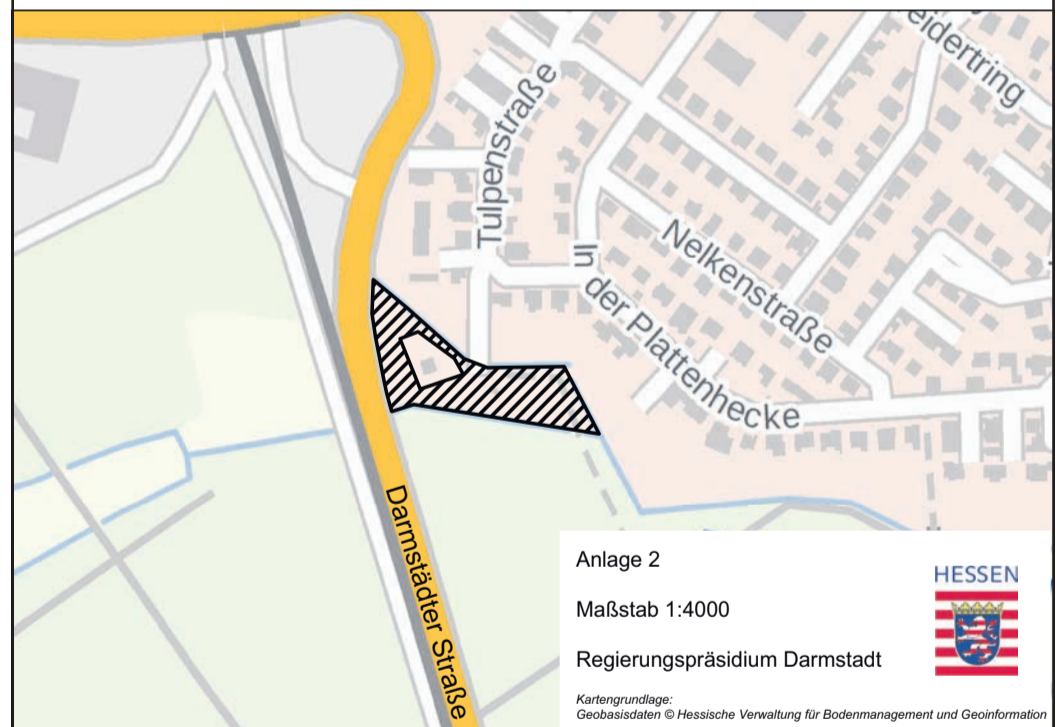 eidertring
Tulpenstraße
Nelkenstraße
In
der Plattenhecke
Darmstädter Straße
Anlage 2
HESSEN
Maßstab 1:4000
Regierungspräsidium Darmstadt
Kartengrundlage:
Geobasisdaten © Hessische Verwaltung für Bodenmanagement und Geoinformation